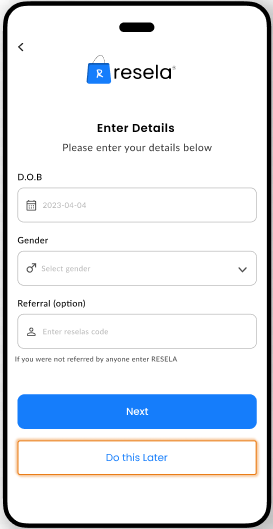 resela
Enter Details
Please enter your details below
D.O.B
2023-04-04
Gender
Select gender
Referral (option)
Enter reselas code
If you were not referred by anyone enter RESELA
Next
Do this Later